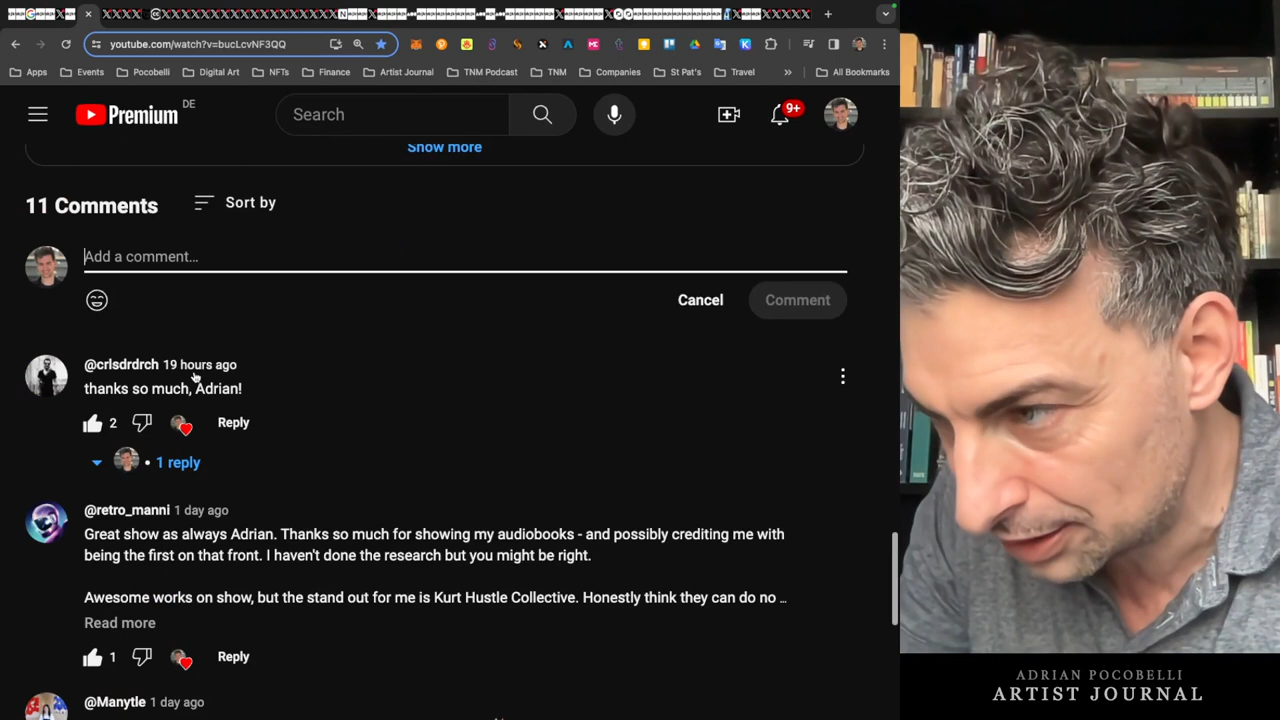 youtube.com/watch?v=bucLcvNF3QQ
Apps Events Pocobelli Digital Art NFTs Finance Artist Journal TNM Podcast TNM Companies St Pat's Travel » All Bookmarks
Premium DE
Search
9+
Show more
11 Comments Sort by
Add a comment...
Cancel Comment
@crlsdrdrch 19 hours ago
thanks so much, Adrian!
2 Reply
• 1 reply
@retro_manni 1 day ago
Great show as always Adrian. Thanks so much for showing my audiobooks - and possibly crediting me with
being the first on that front. I haven't done the research but you might be right.
Awesome works on show, but the stand out for me is Kurt Hustle Collective. Honestly think they can do no ...
Read more
1 Reply
@Manytle 1 day ago
ADRIAN POCOBELLI
ARTIST JOURNAL